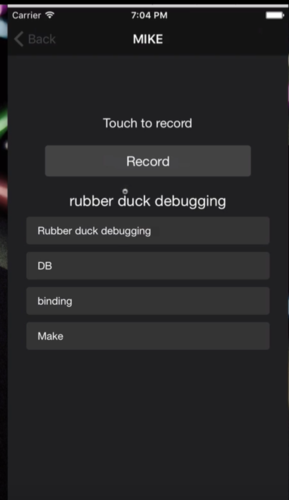 Carrier 7:04 PM
Back MIKE
Touch to record
Record
rubber duck debugging
Rubber duck debugging
DB
binding
Make